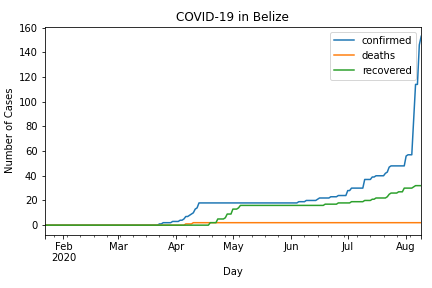 COVID-19 in Belize
160
140
120
100
80
60
40
20
0
Number of Cases
confirmed
deaths
recovered
Feb Mar Apr May Jun Jul Aug
2020
Day